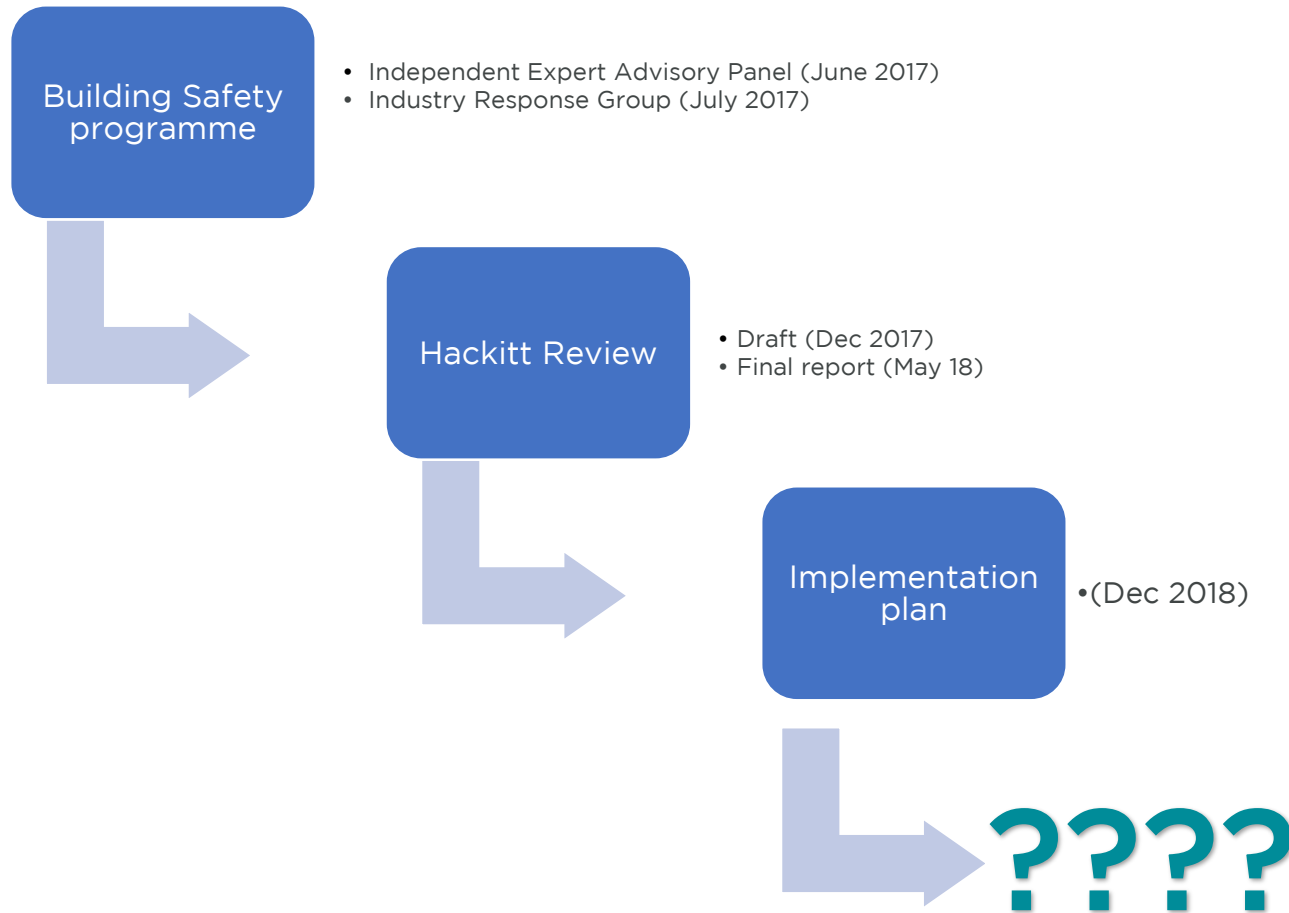 Building Safety
programme
• Independent Expert Advisory Panel (June 2017)
• Industry Response Group (July 2017)
Hackitt Review
• Draft (Dec 2017)
• Final report (May 18)
Implementation
plan
•(Dec 2018)
????